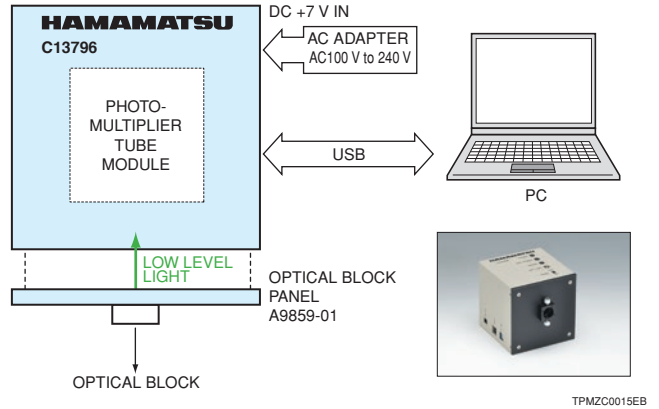 HAMAMATSU
C13796
DC +7 V IN
AC ADAPTER
AC100 V to 240 V
PHOTO-
MULTIPLIER
TUBE
MODULE
USB
PC
LOW LEVEL
LIGHT
OPTICAL BLOCK
PANEL
A9859-01
OPTICAL BLOCK
HAMAMATSU
TPMZC0015EB